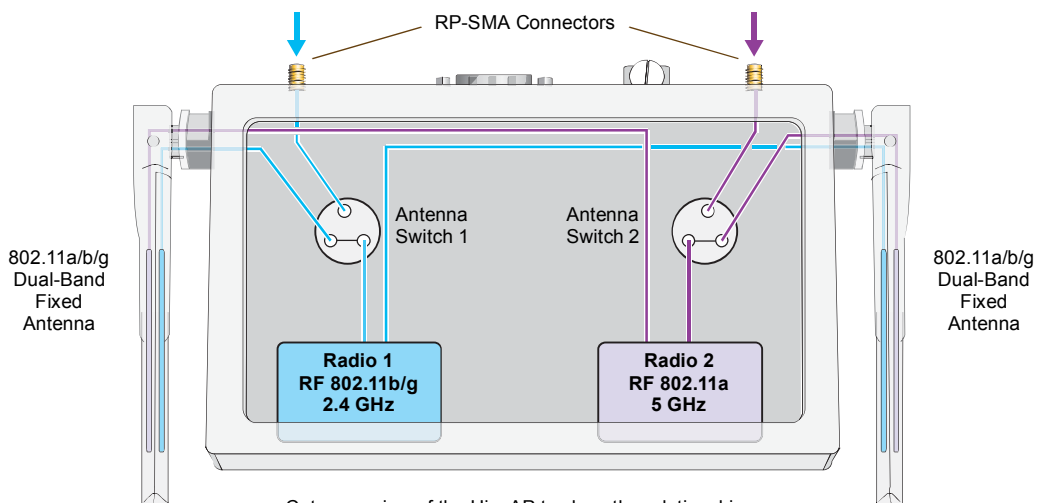 RP-SMA Connectors
Antenna
Switch 1
Antenna
Switch 2
802.11a/b/g
Dual-Band
Fixed
Antenna
802.11a/b/g
Dual-Band
Fixed
Antenna
Radio 1
RF 802.11b/g
2.4 GHz
Radio 2
RF 802.11a
5 GHz